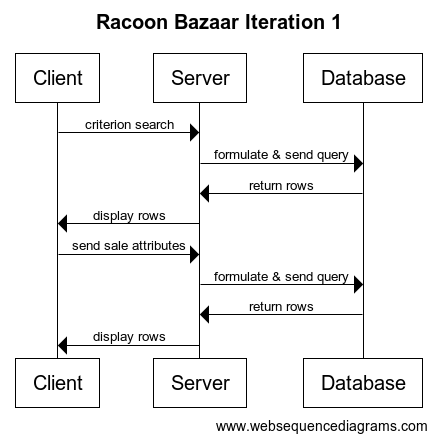 Racoon Bazaar Iteration 1
Client Server Database
criterion search
formulate & send query
return rows
display rows
send sale attributes
formulate & send query
return rows
display rows
Client Server Database
www.websequencediagrams.com